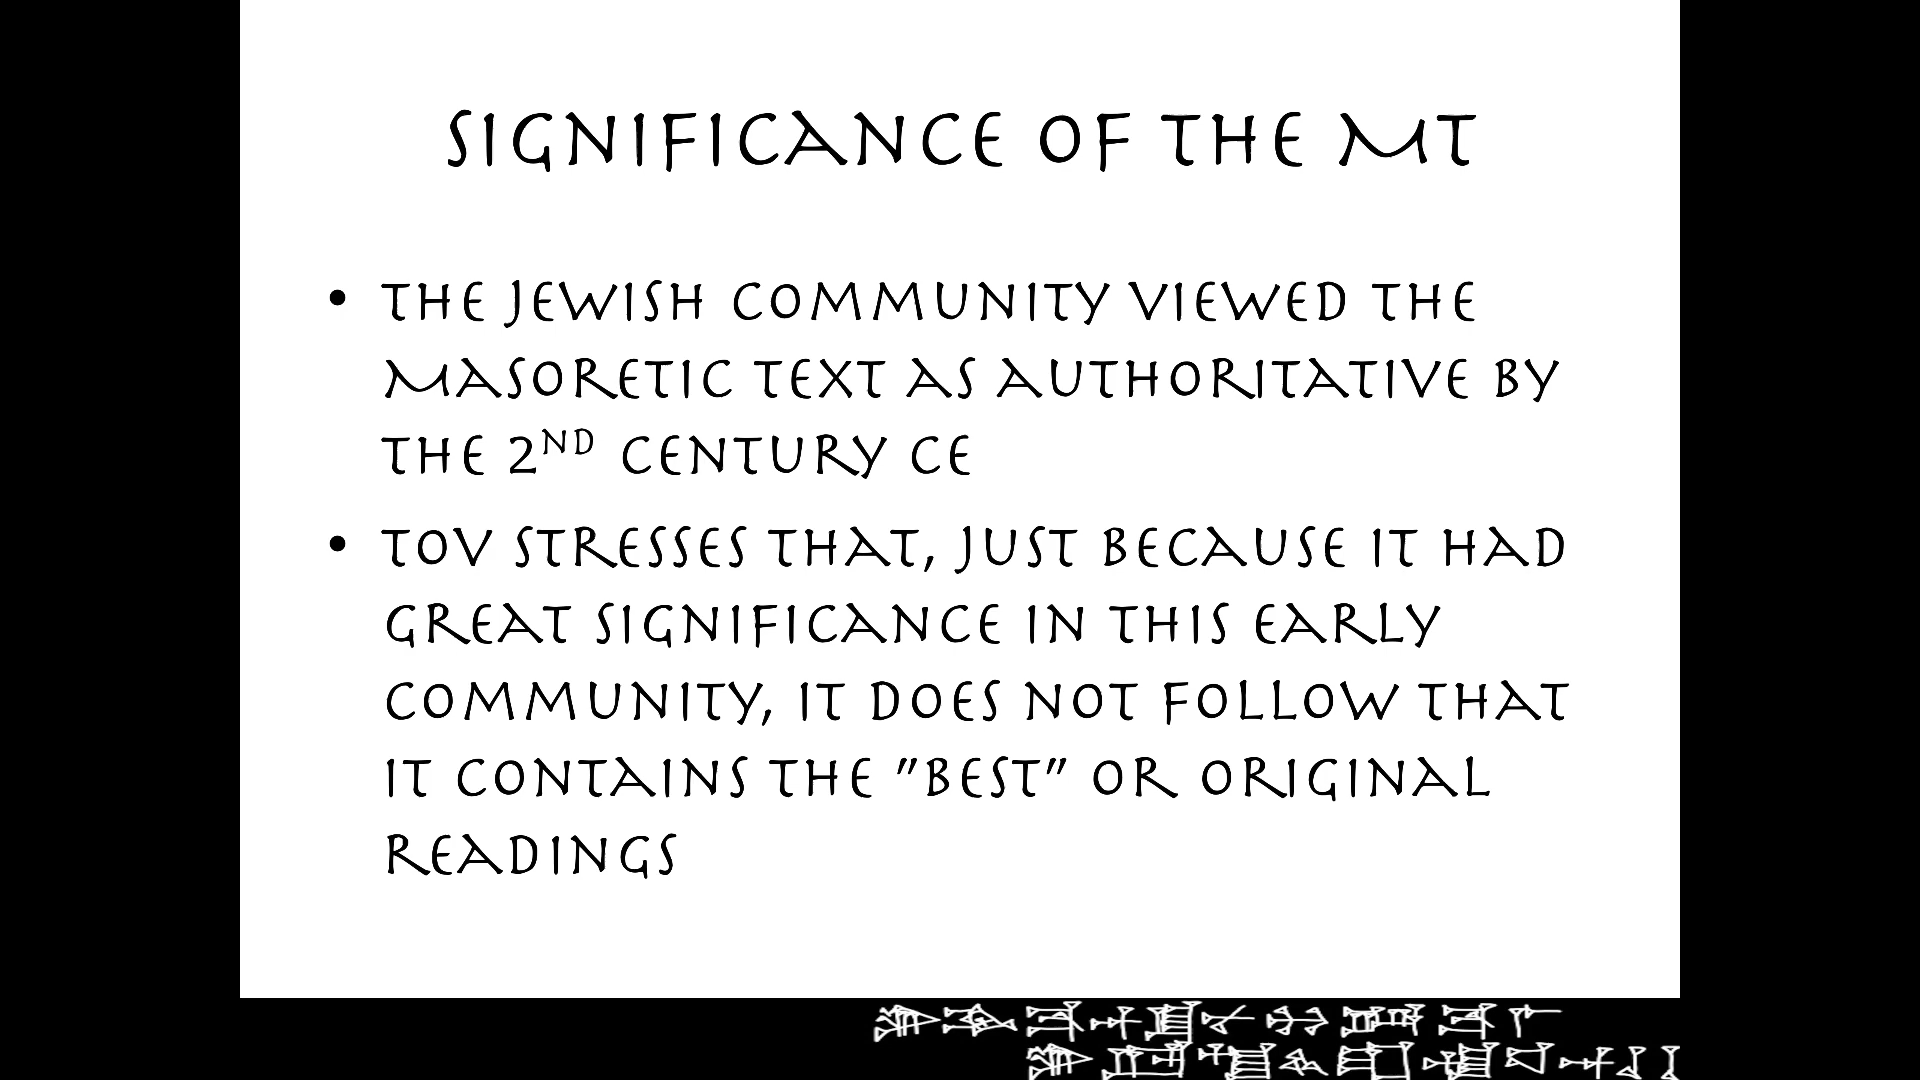 Significance of the MT
• The Jewish community viewed the
Masoretic Text as authoritative by
the 2nd century CE
• Tov stresses that, just because it had
great significance in this early
community, it does not follow that
it contains the "best" or original
readings